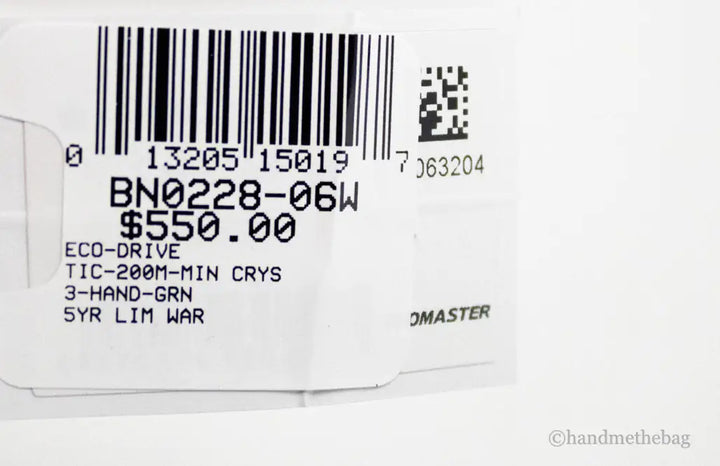 0 13205 15019 7
063204
BN0228-06W
$550.00
ECO-DRIVE
TIC-200M-MIN CRYS
3-HAND-GRN
5YR LIM WAR
OMASTER
©handmethebag